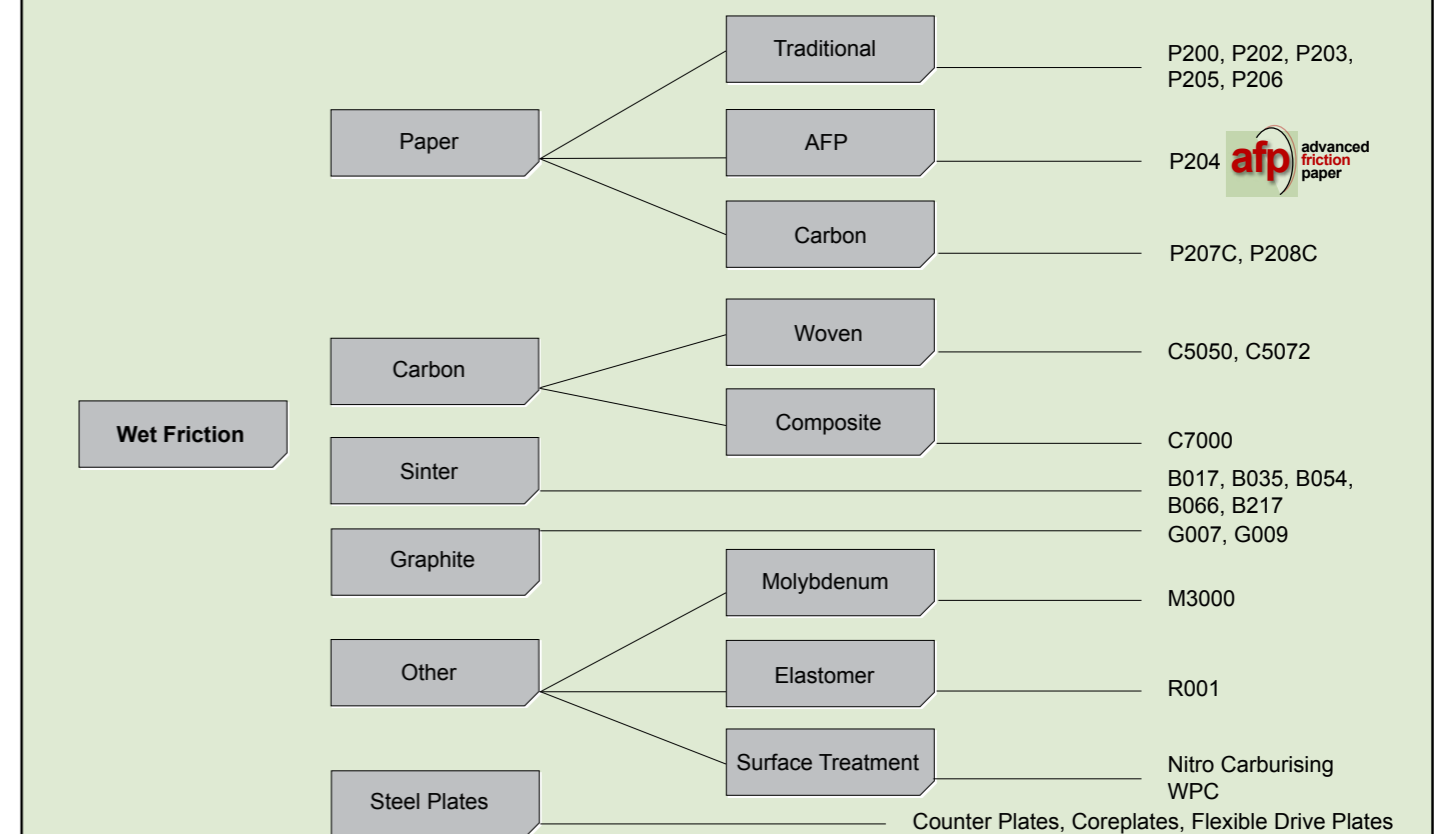 Traditional
P200, P202, P203,
P205, P206
Paper
AFP
P204
afp
advanced
friction
paper
Carbon
P207C, P208C
Woven
C5050, C5072
Carbon
Composite
C7000
Wet Friction
Sinter
B017, B035, B054,
B066, B217
Graphite
G007, G009
Molybdenum
M3000
Other
Elastomer
R001
Surface Treatment
Nitro Carburising
WPC
Steel Plates
Counter Plates, Coreplates, Flexible Drive Plates